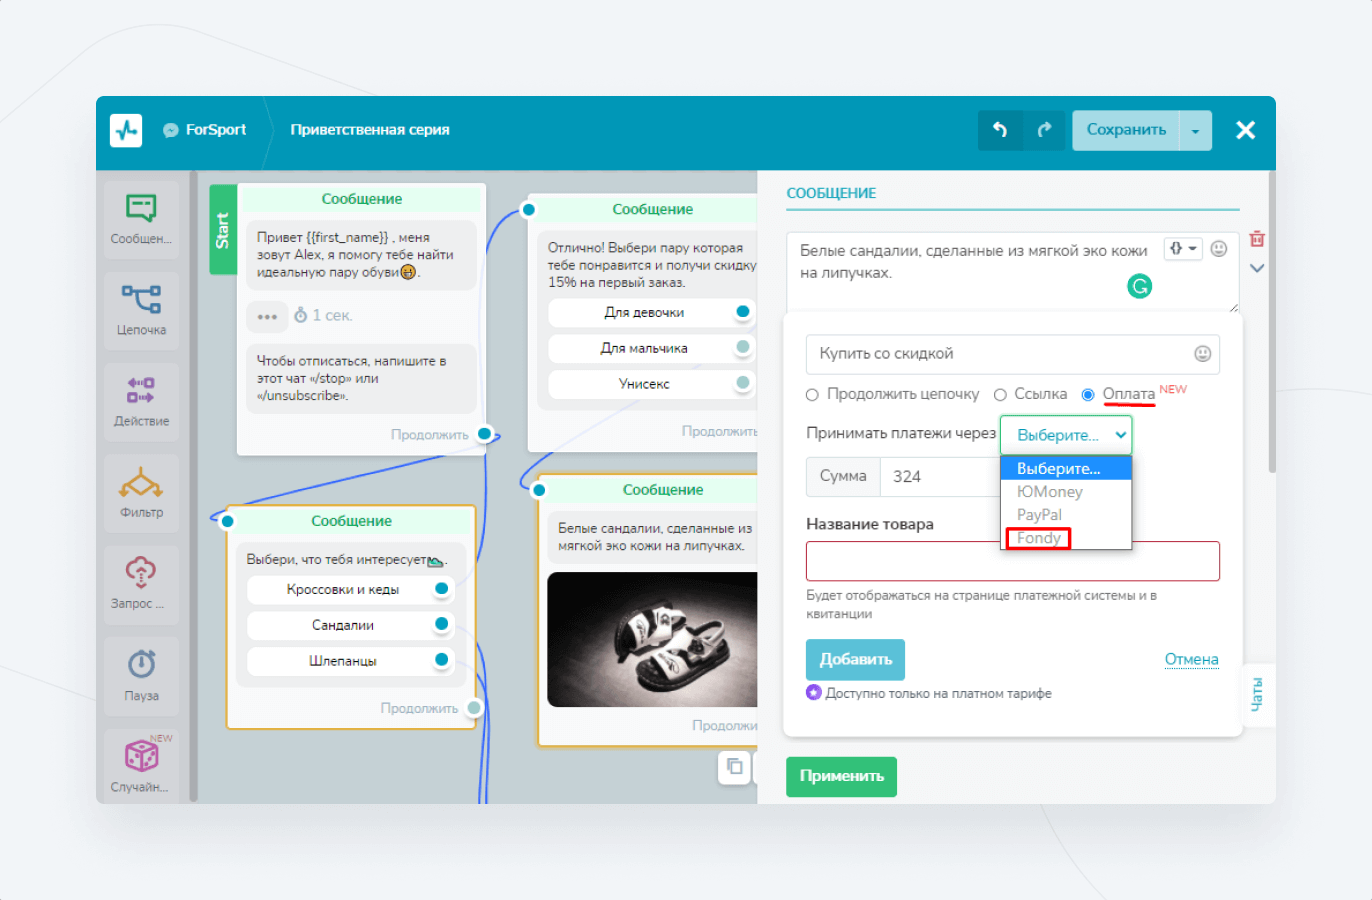 ForSport
Приветственная серия
Сохранить
Сообщен...
Цепочка
Действие
Фильтр
Запрос ...
Пауза
NEW
Случайн...
Start
Сообщение
Привет {{first_name}} , меня
зовут Alex, я помогу тебе найти
идеальную пару обуви😀.
1 сек.
Чтобы отписаться, напишите в
этот чат «/stop» или
«/unsubscribe».
Продолжить
Сообщение
Выбери, что тебя интересует👟.
Кроссовки и кеды
Сандалии
Шлепанцы
Продолжить
Сообщение
Отлично! Выбери пару которая
тебе понравится и получи скидку
15% на первый заказ.
Для девочки
Для мальчика
Унисекс
Продолжить
Сообщение
Белые сандалии, сделанные из
мягкой эко кожи на липучках.
Продолжи
СООБЩЕНИЕ
Белые сандалии, сделанные из мягкой эко кожи
на липучках.
{}
G
Купить со скидкой
Продолжить цепочку Ссылка Оплата NEW
Принимать платежи через Выберите...
Выберите...
ЮMoney
PayPal
Fondy
Сумма 324
Название товара
Будет отображаться на странице платежной системы и в
квитанции
Добавить
Отмена
Доступно только на платном тарифе
Чаты
Применить